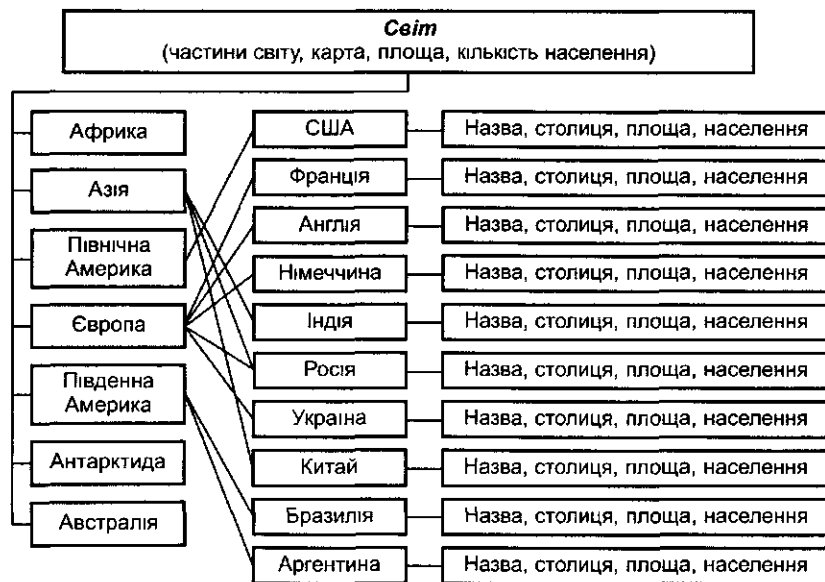 Світ
(частини світу, карта, площа, кількість населення)
Африка
Азія
Північна
Америка
Європа
Південна
Америка
Антарктида
Австралія
США
Франція
Англія
Німеччина
Індія
Росія
Україна
Китай
Бразилія
Аргентина
Назва, столиця, площа, населення
Назва, столиця, площа, населення
Назва, столиця, площа, населення
Назва, столиця, площа, населення
Назва, столиця, площа, населення
Назва, столиця, площа, населення
Назва, столиця, площа, населення
Назва, столиця, площа, населення
Назва, столиця, площа, населення
Назва, столиця, площа, населення